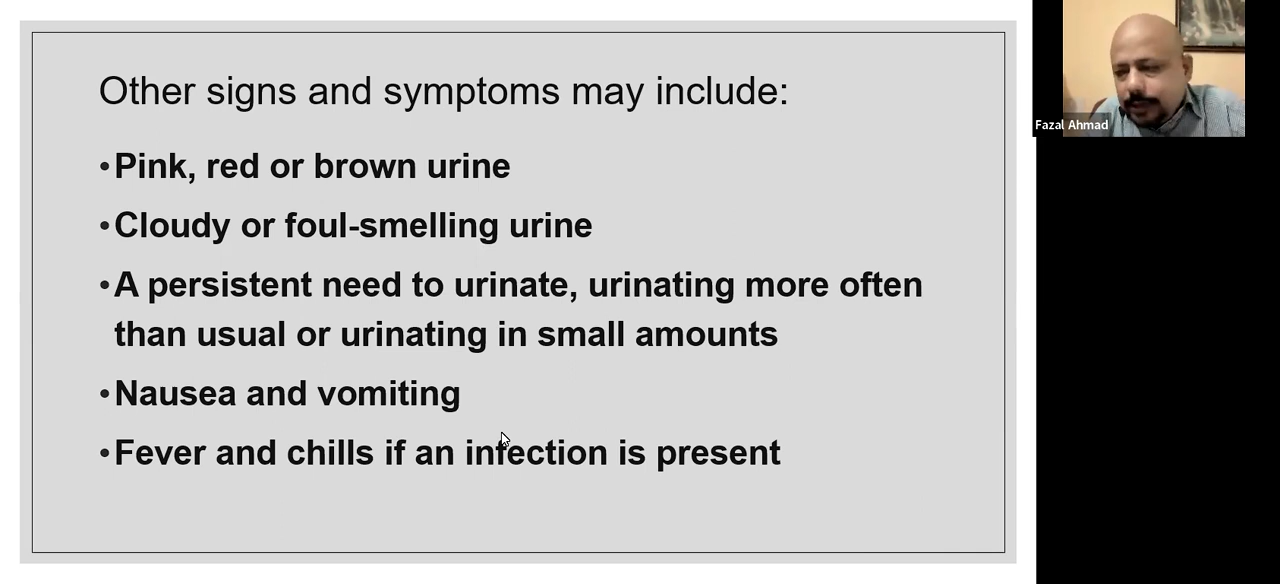 Other signs and symptoms may include:
•Pink, red or brown urine
•Cloudy or foul-smelling urine
•A persistent need to urinate, urinating more often
than usual or urinating in small amounts
•Nausea and vomiting
•Fever and chills if an infection is present
Fazal Ahmad